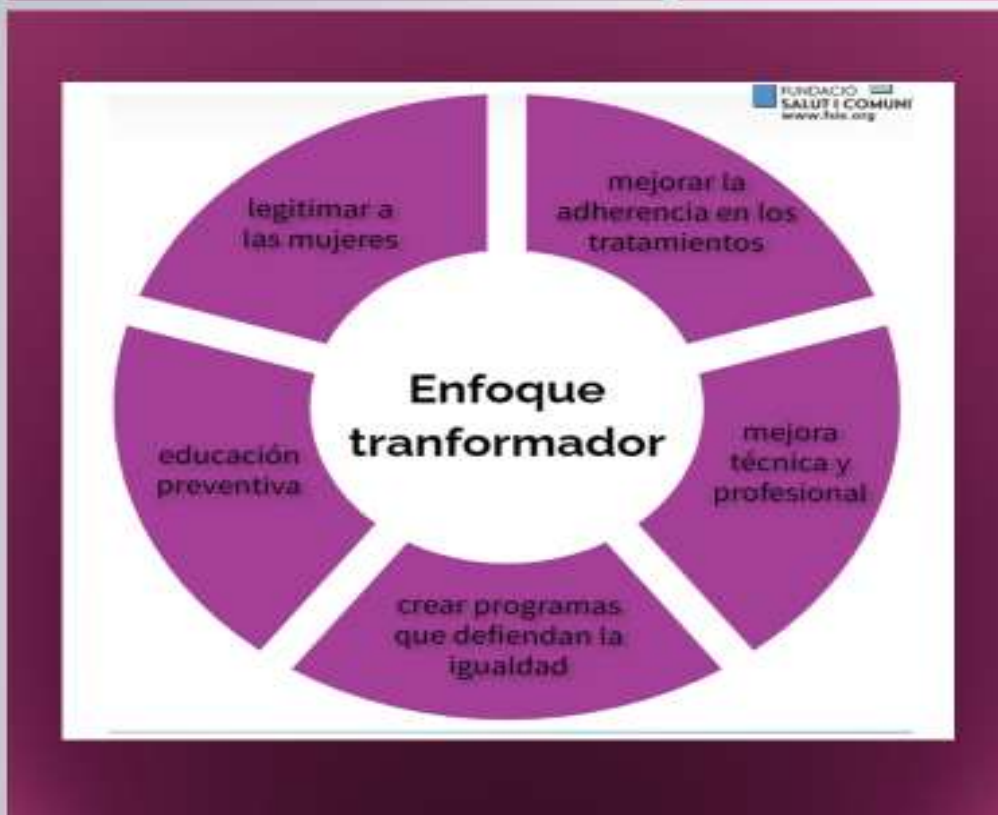 FUNDACIÓ
SALUT I COMUNI
www.fsic.org
legitimar a
las mujeres
mejorar la
adherencia en los
tratamientos
Enfoque
tranformador
educación
preventiva
mejora
técnica y
profesional
crear programas
que defiendan la
igualdad